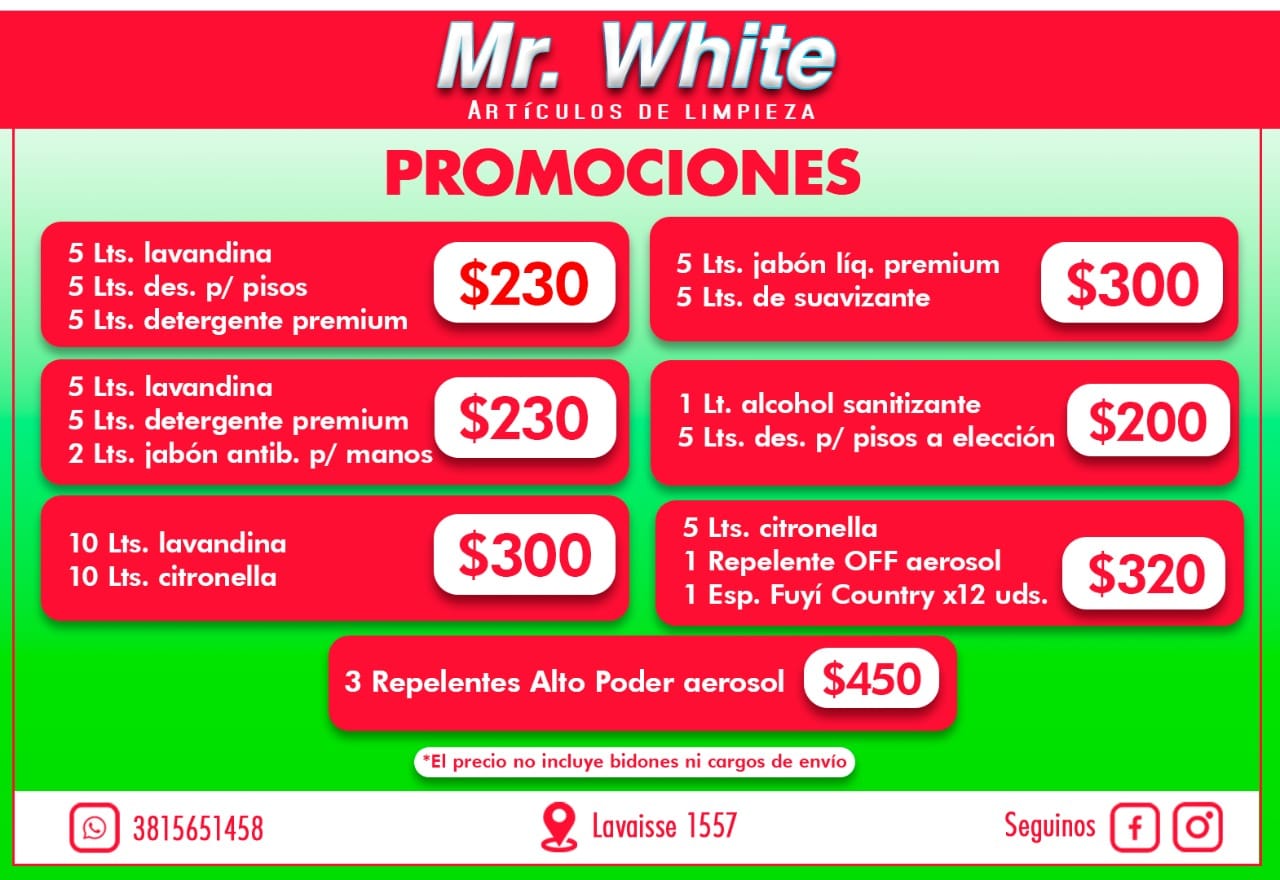 Mr. White
ARTÍCULOS DE LIMPIEZA
PROMOCIONES
5 Lts. lavandina
5 Lts. des. p/ pisos
5 Lts. detergente premium
$230
5 Lts. jabón líq. premium
5 Lts. de suavizante
$300
5 Lts. lavandina
5 Lts. detergente premium
2 Lts. jabón antib. p/ manos
$230
1 Lt. alcohol sanitizante
5 Lts. des. p/ pisos a elección
$200
10 Lts. lavandina
10 Lts. citronella
$300
5 Lts. citronella
1 Repelente OFF aerosol
1 Esp. Fuyí Country x12 uds.
$320
3 Repelentes Alto Poder aerosol
$450
*El precio no incluye bidones ni cargos de envío
3815651458
Lavaisse 1557
Seguinos